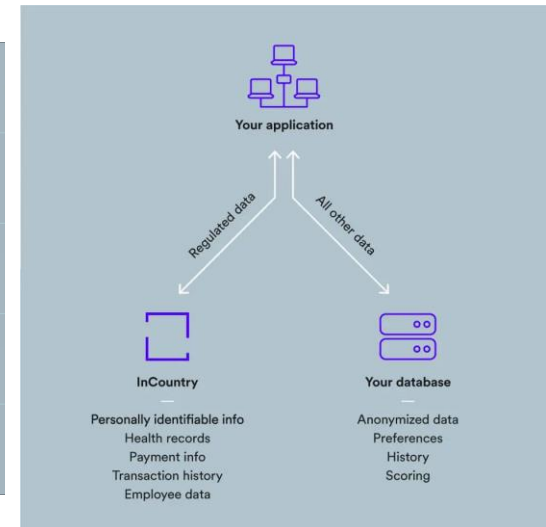 Your application
Regulated data
All other data
InCountry
Personally identifiable info
Health records
Payment info
Transaction history
Employee data
Your database
Anonymized data
Preferences
History
Scoring